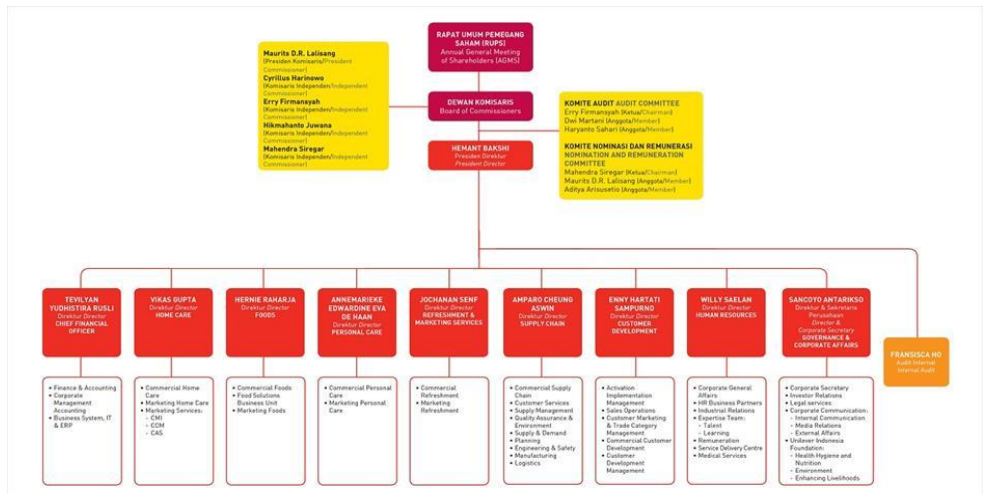 RAPAT UMUM PEMEGANG
SAHAM (RUPS)
Annual General Meeting
of Shareholders (AGMS)
Maurits D.R. Lalisang
(Presiden Komisaris/President
Commissioner)
Cyrillus Harinowo
(Komisaris Independen/Independent
Commissioner)
Erry Firmansyah
(Komisaris Independen/Independent
Commissioner)
Hikmahanto Juwana
(Komisaris Independen/Independent
Commissioner)
Mahendra Siregar
(Komisaris Independen/Independent
Commissioner)
DEWAN KOMISARIS
Board of Commissioners
KOMITE AUDIT AUDIT COMMITTEE
Erry Firmansyah (Ketua/Chairman)
Dwi Martani (Anggota/Member)
Haryanto Sahari (Anggota/Member)
KOMITE NOMINASI DAN REMUNERASI
NOMINATION AND REMUNERATION
COMMITTEE
Mahendra Siregar (Ketua/Chairman)
Maurits D.R. Lalisang (Anggota/Member)
Aditya Arisusetio (Anggota/Member)
HEMANT BAKSHI
Presiden Direktur
President Director
TEVILYAN
YUDHISTIRA RUSLI
Direktur Director
CHIEF FINANCIAL
OFFICER
• Finance & Accounting
• Corporate
Management
Accounting
• Business System, IT
& ERP
VIKAS GUPTA
Direktur Director
HOME CARE
• Commercial Home
Care
• Marketing Home Care
• Marketing Services:
- CMI
- CCM
- CAS
HERNIE RAHARJA
Direktur Director
FOODS
• Commercial Foods
• Food Solutions
Business Unit
• Marketing Foods
ANNEMARIEKE
EDWARDINE EVA
DE HAAN
Direktur Director
PERSONAL CARE
• Commercial Personal
Care
• Marketing Personal Care
JOCHANAN SENF
Direktur Director
REFRESHMENT &
MARKETING SERVICES
• Commercial
Refreshment
• Marketing
Refreshment
AMPARO CHEUNG
ASWIN
Direktur Director
SUPPLY CHAIN
• Commercial Supply
Chain
• Customer Services
• Supply Management
• Quality Assurance &
Environment
• Supply & Demand
• Planning
• Engineering & Safety
• Manufacturing
• Logistics
ENNY HARTATI
SAMPURNO
Direktur Director
CUSTOMER
DEVELOPMENT
• Activation
Implementation
Management
• Sales Operations
• Customer Marketing
& Trade Category
Management
• Commercial Customer
Development
• Customer
Development
Management
WILLY SAELAN
Direktur Director
HUMAN RESOURCES
• Corporate General
Affairs
• HR Business Partners
• Industrial Relations
• Expertise Team:
- Talent
- Learning
• Remuneration
• Service Delivery Centre
• Medical Services
SANCOYO ANTARIKSO
Direktur & Sekretaris
Perusahaan
Director &
Corporate Secretary
GOVERNANCE &
CORPORATE AFFAIRS
• Corporate Secretary
• Investor Relations
• Legal services
• Corporate Communication:
- Internal Communication
- Media Relations
- External Affairs
• Unilever Indonesia
Foundation:
- Health Hygiene and
Nutrition
- Environment
- Enhancing Livelihoods
FRANSISCA HO
Audit Internal
Internal Audit